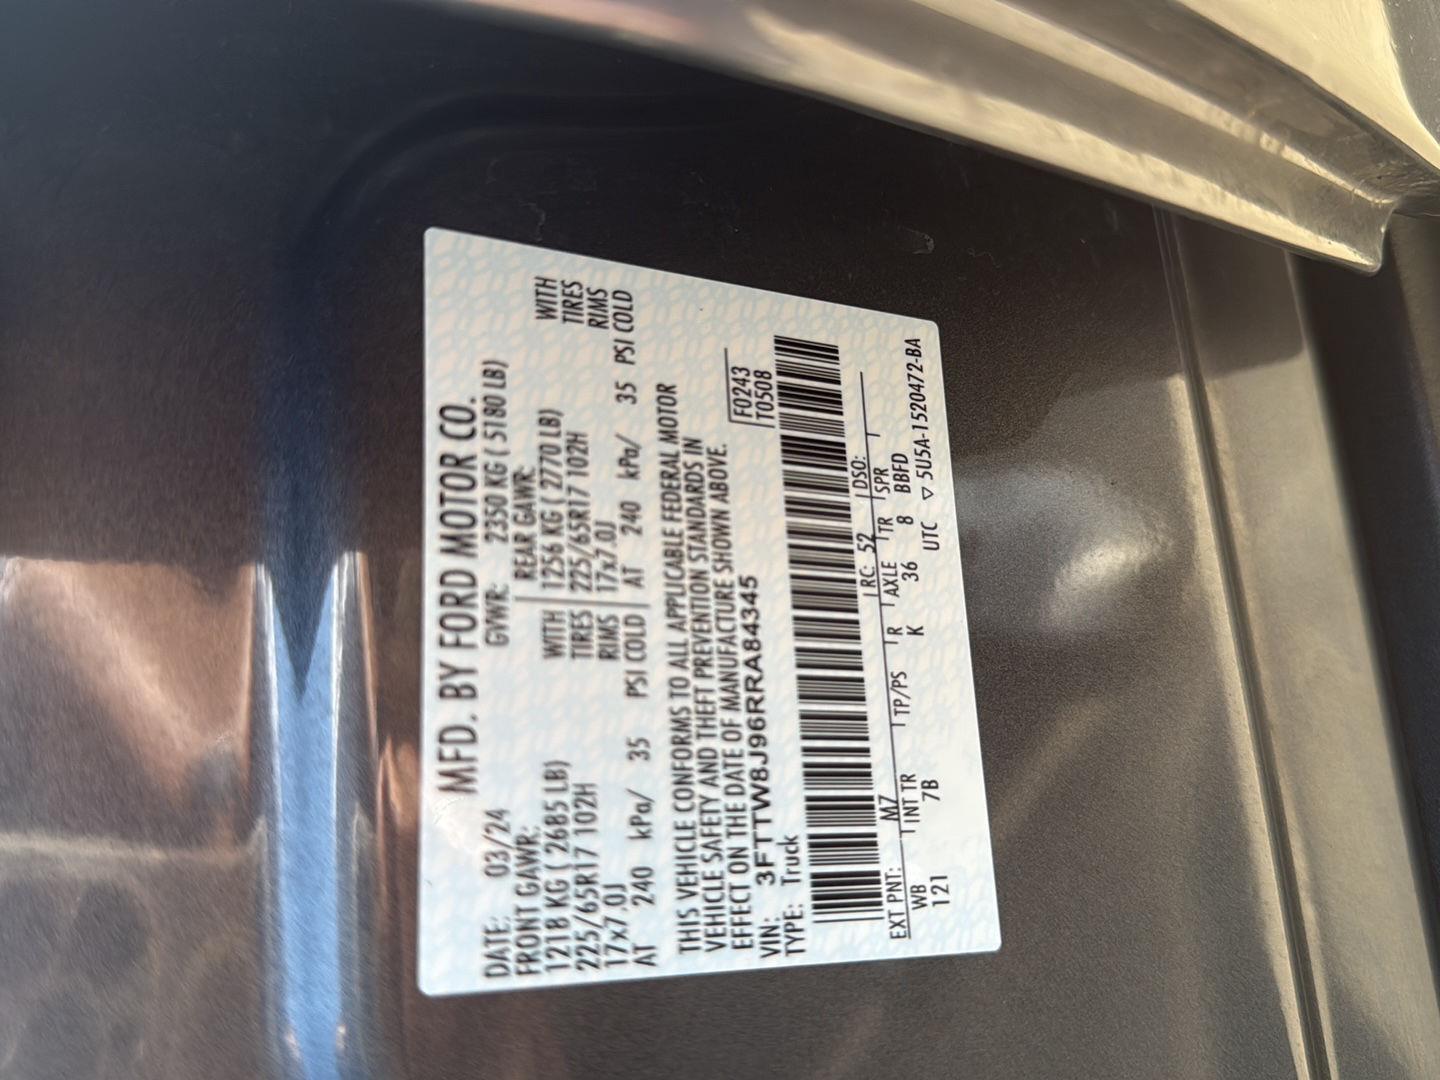 MFD. BY FORD MOTOR CO.
DATE: 03/24 GVWR: 2350 KG ( 5180 LB)
FRONT GAWR: REAR GAWR:
1218 KG ( 2685 LB) WITH 1256 KG ( 2770 LB) WITH
225/65R17 102H TIRES 225/65R17 102H TIRES
17x7.0J RIMS 17x7.0J RIMS
AT 240 kPa/ 35 PSI COLD AT 240 kPa/ 35 PSI COLD
THIS VEHICLE CONFORMS TO ALL APPLICABLE FEDERAL MOTOR
VEHICLE SAFETY AND THEFT PREVENTION STANDARDS IN
EFFECT ON THE DATE OF MANUFACTURE SHOWN ABOVE.
VIN: 3FTTW8J96RRA84345 F0243
TYPE: Truck T0508
EXT PNT: M7 RC: 52 DSO:
WB INT TR TP/PS R AXLE TR SPR
121 7B K 36 8 BBFD
UTC ▽ 5U5A-1520472-BA